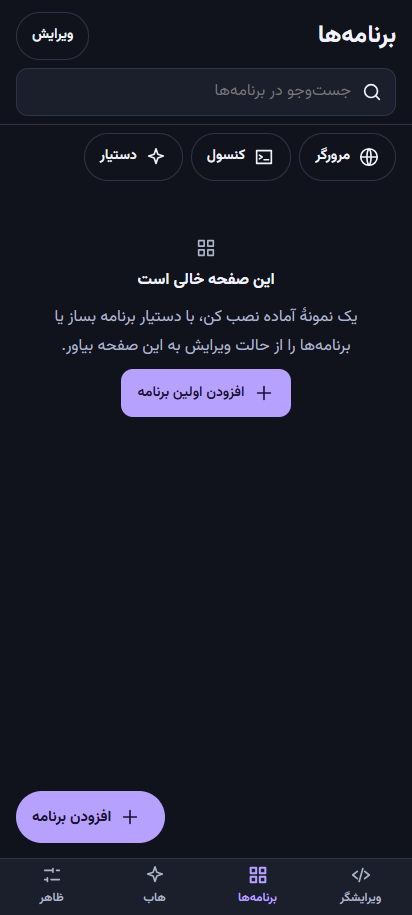 برنامه‌ها
ویرایش
جست‌وجو در برنامه‌ها
مرورگر
کنسول
دستیار
این صفحه خالی است
یک نمونهٔ آماده نصب کن، با دستیار برنامه بساز یا
برنامه‌ها را از حالت ویرایش به این صفحه بیاور.
افزودن اولین برنامه
افزودن برنامه
ویرایشگر
برنامه‌ها
هاب
ظاهر